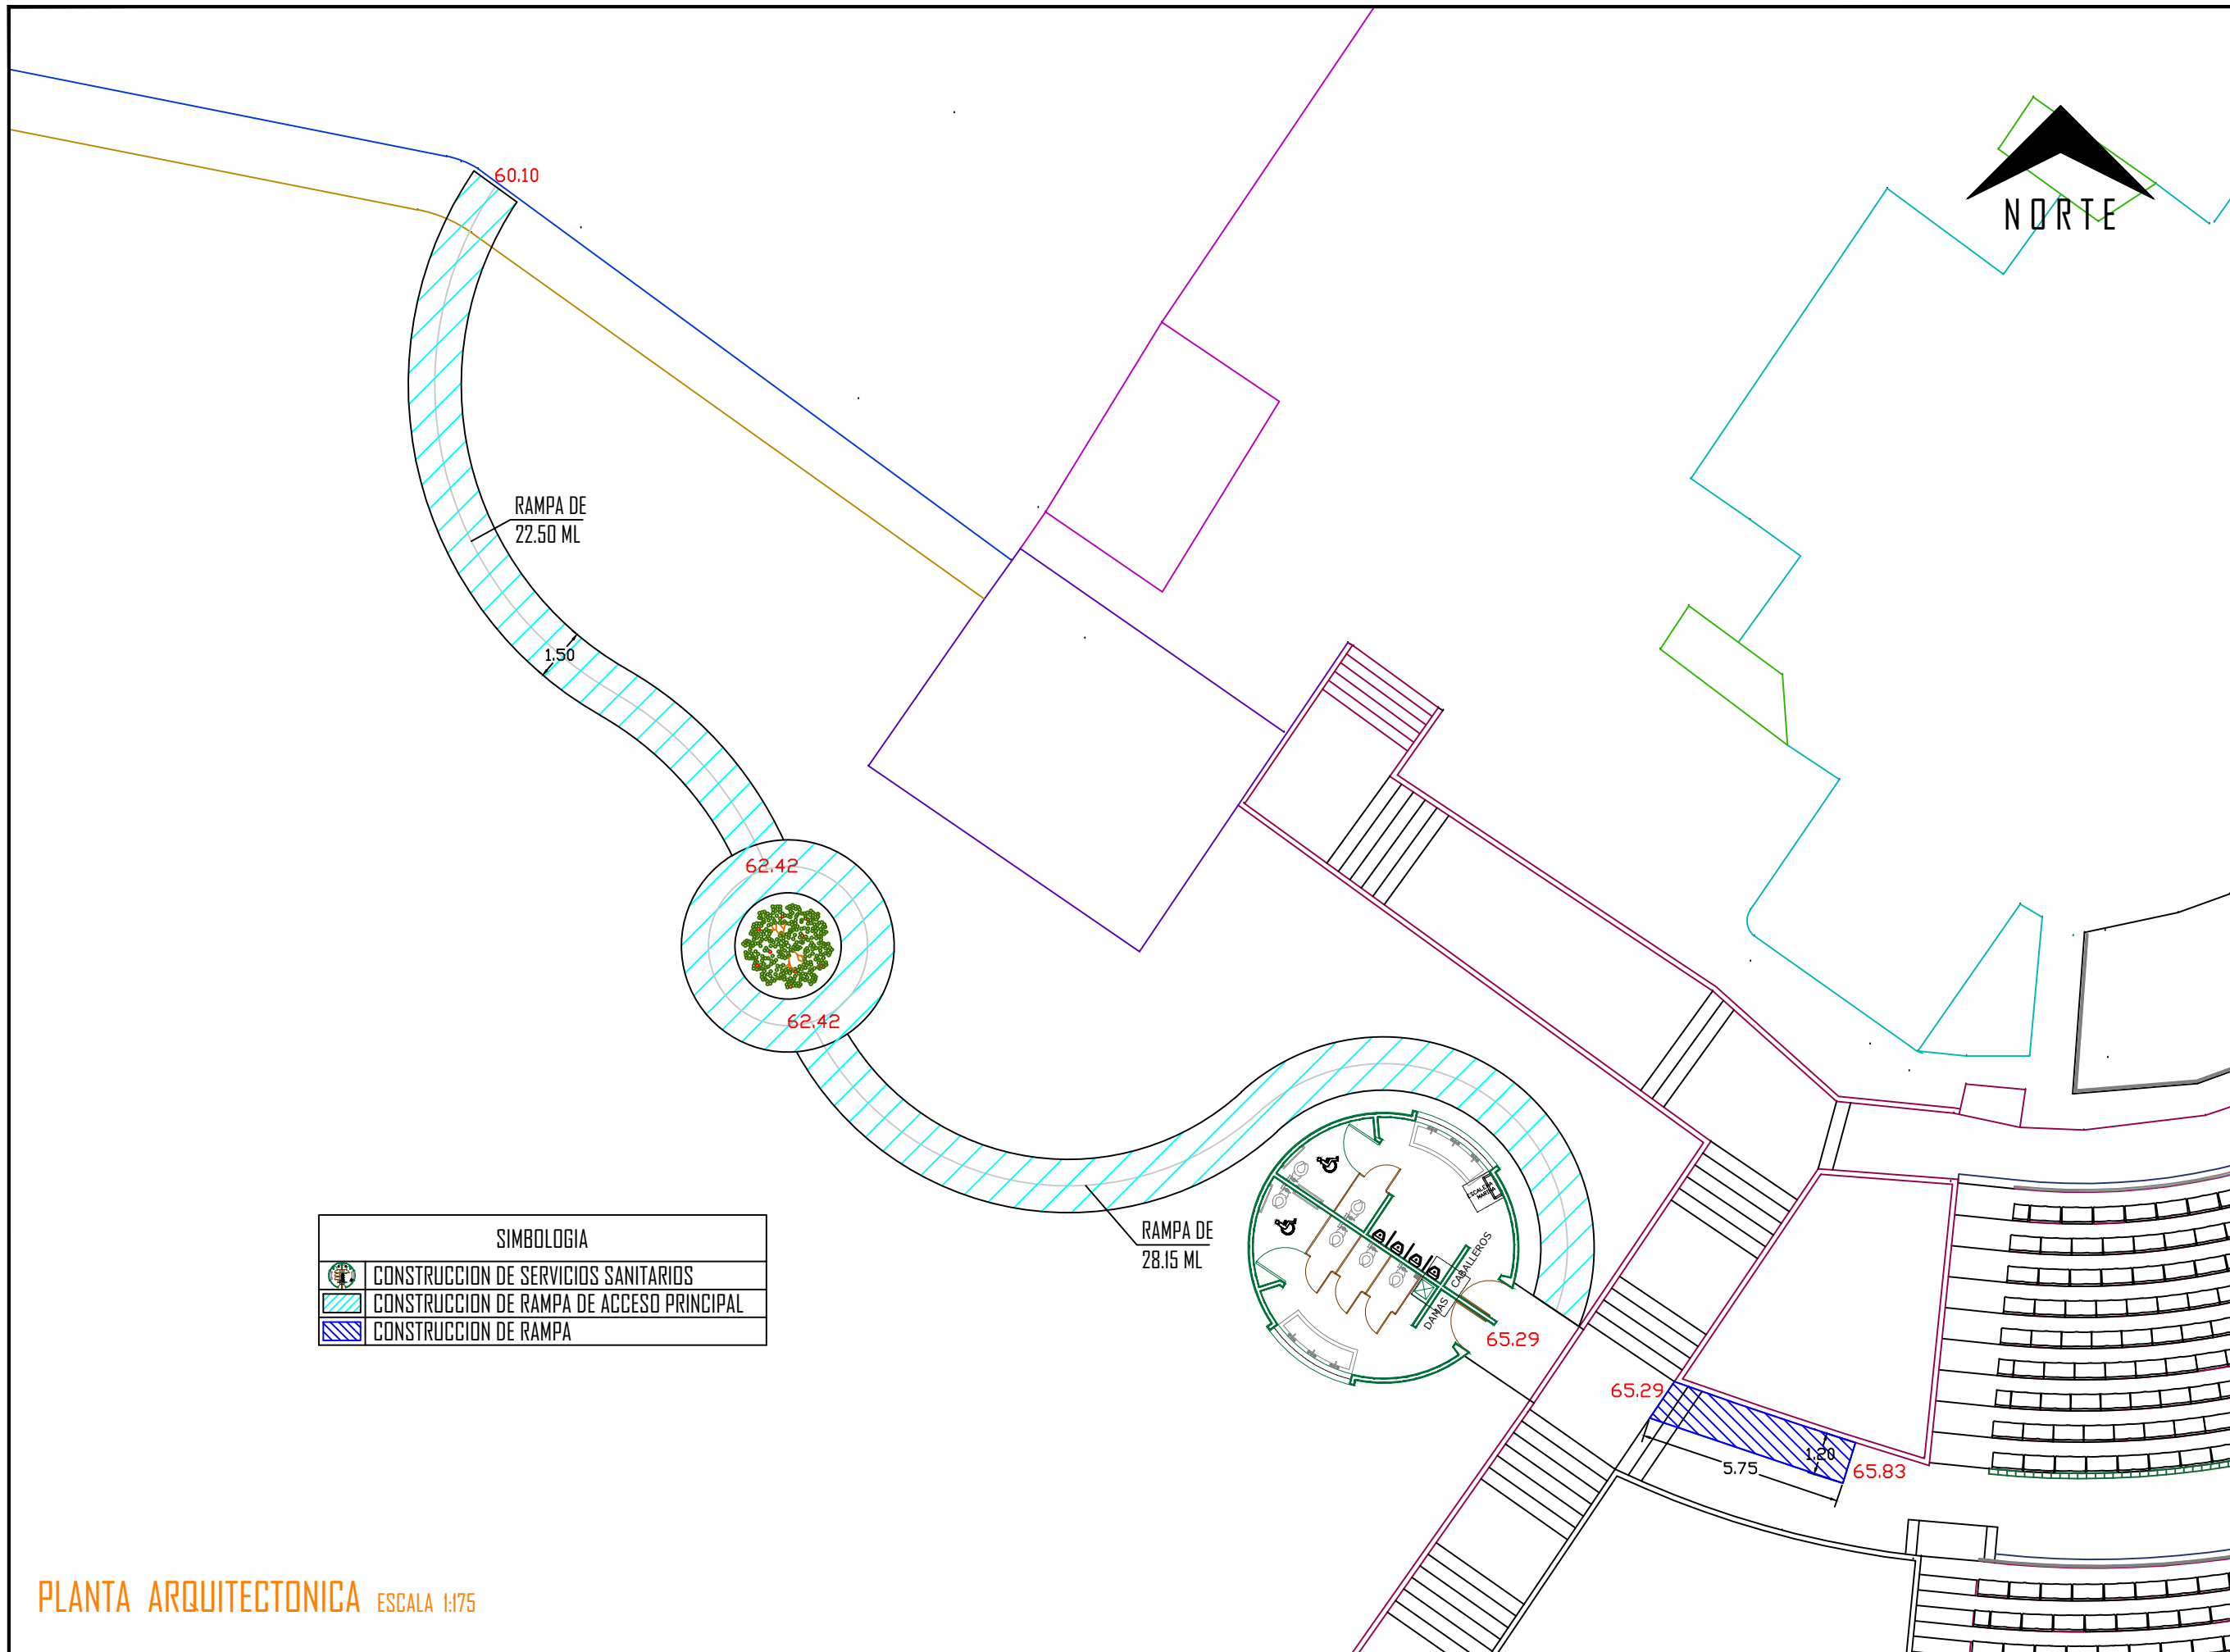 60.10
NORTE
RAMPA DE
22.50 ML
1.50
62.42
62.42
RAMPA DE
28.15 ML
ESCALERA
MARINA
CABALLEROS
DAMAS
65.29
65.29
1.20
5.75
65.83
SIMBOLOGIA
CONSTRUCCION DE SERVICIOS SANITARIOS
CONSTRUCCION DE RAMPA DE ACCESO PRINCIPAL
CONSTRUCCION DE RAMPA
PLANTA ARQUITECTONICA ESCALA 1:175